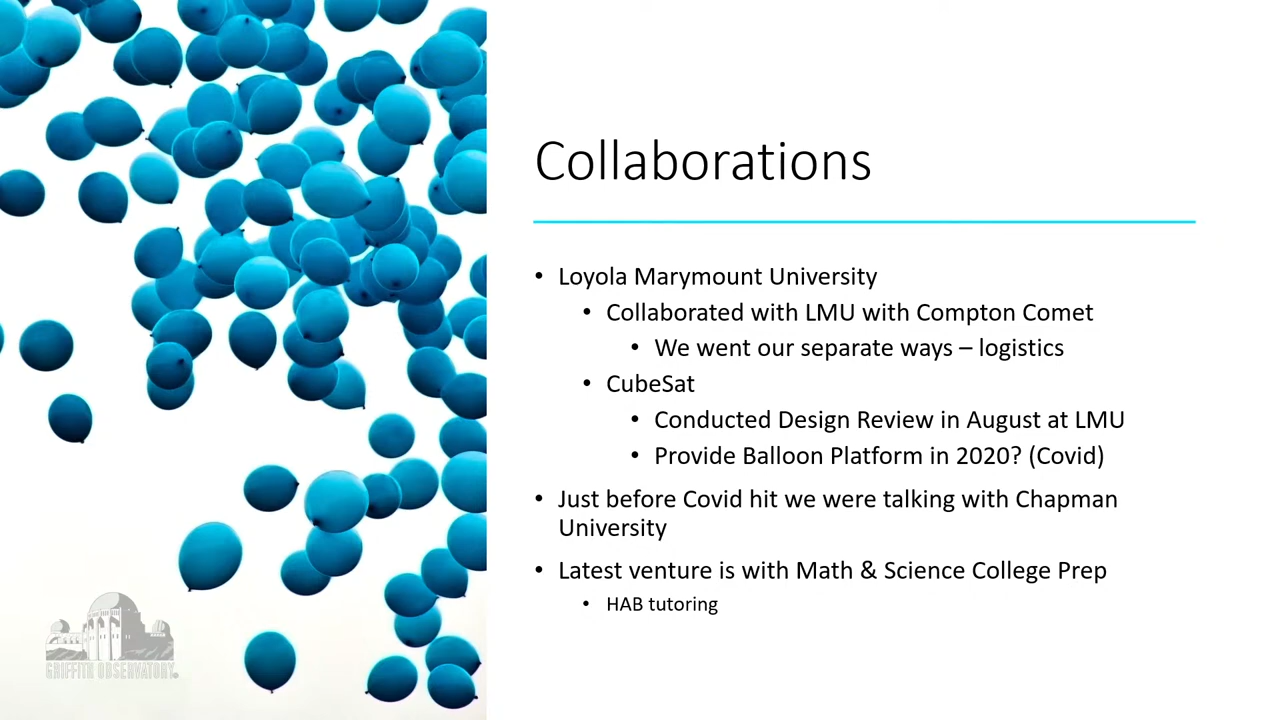 Collaborations
• Loyola Marymount University
• Collaborated with LMU with Compton Comet
• We went our separate ways – logistics
• CubeSat
• Conducted Design Review in August at LMU
• Provide Balloon Platform in 2020? (Covid)
• Just before Covid hit we were talking with Chapman
University
• Latest venture is with Math & Science College Prep
• HAB tutoring
GRIFFITH OBSERVATORY